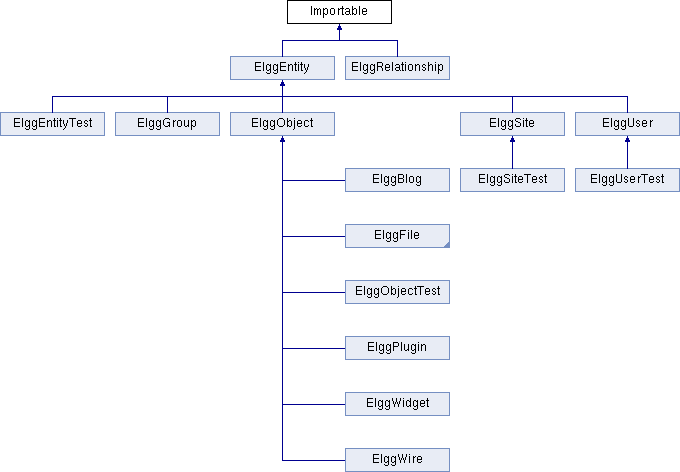 Importable
ElggEntity
ElggRelationship
ElggEntityTest
ElggGroup
ElggObject
ElggSite
ElggUser
ElggBlog
ElggSiteTest
ElggUserTest
ElggFile
ElggObjectTest
ElggPlugin
ElggWidget
ElggWire